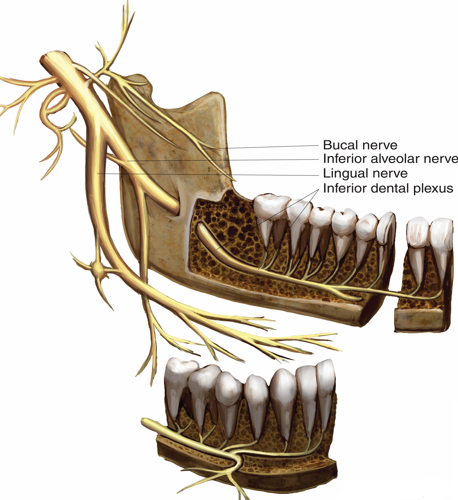 Bucal nerve
Inferior alveolar nerve
Lingual nerve
Inferior dental plexus